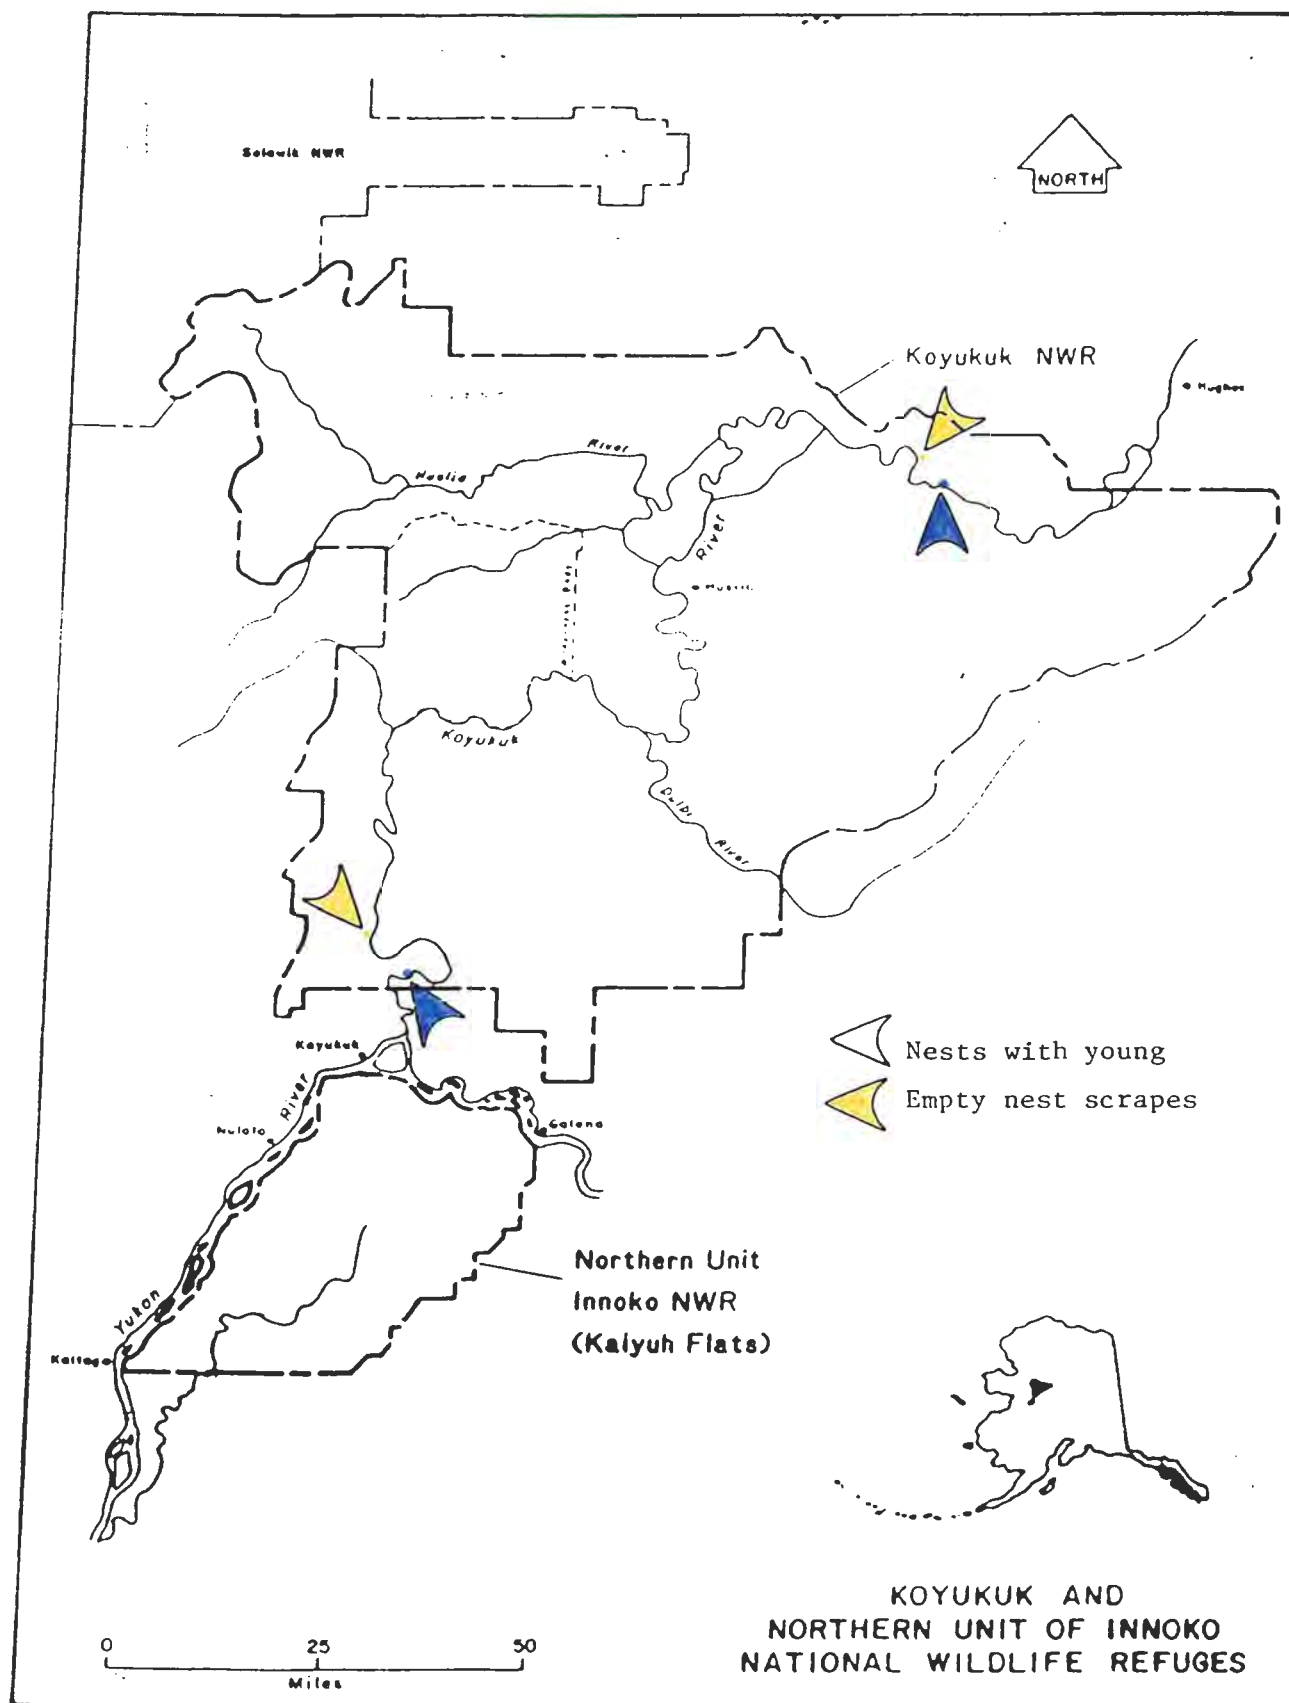 Selawik NWR
NORTH
Koyukuk NWR
Hughes
River
Huslia
River
Koyukuk
Dulbi
River
Nests with young
Empty nest scrapes
Koyukuk
River
Nulato
Galena
Northern Unit
Innoko NWR
(Kaiyuh Flats)
Yukon
Kaltag
KOYUKUK AND
NORTHERN UNIT OF INNOKO
NATIONAL WILDLIFE REFUGES
0 25 50
Miles